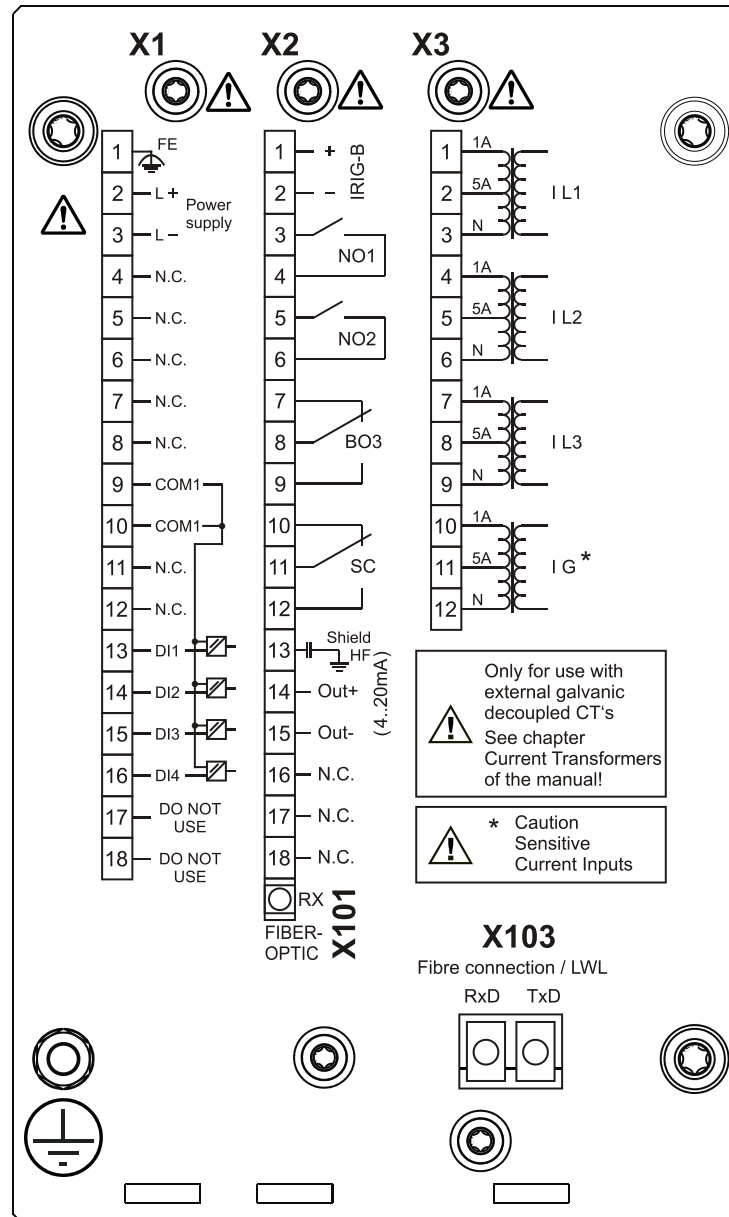 X1 X2 X3
1 FE
2 L+
Power
supply
3 L–
4 N.C.
5 N.C.
6 N.C.
7 N.C.
8 N.C.
9 COM1
10 COM1
11 N.C.
12 N.C.
13 DI1
14 DI2
15 DI3
16 DI4
17 DO NOT
USE
18 DO NOT
USE
1 +
2 –
IRIG-B
3
NO1
4
5
NO2
6
7
8 BO3
9
10
11 SC
12
13 Shield
HF
14 Out+
15 Out-
(4..20mA)
16 N.C.
17 N.C.
18 N.C.
RX
FIBER-
OPTIC
X101
1 1A
2 5A I L1
3 N
4 1A
5 5A I L2
6 N
7 1A
8 5A I L3
9 N
10 1A
11 5A I G*
12 N
! Only for use with
external galvanic
decoupled CT‘s
See chapter
Current Transformers
of the manual!
! * Caution
Sensitive
Current Inputs
X103
Fibre connection / LWL
RxD TxD